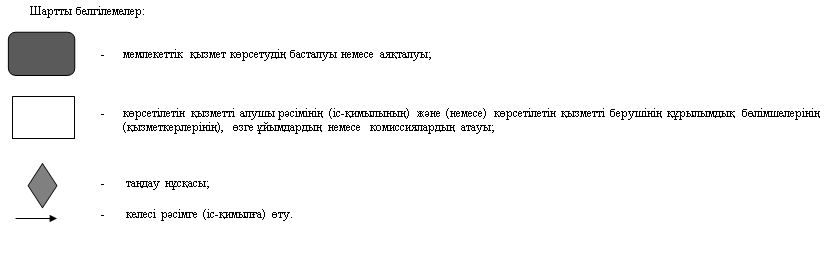 Шартты белгілемелер:
- мемлекеттік қызмет көрсетудің басталуы немесе аяқталуы;
- көрсетілетін қызметті алушы рәсімінің (іс-қимылының) және (немесе) көрсетілетін қызметті берушінің құрылымдық бөлімшелерінің
(қызметкерлерінің), өзге ұйымдардың немесе комиссиялардың атауы;
- таңдау нұсқасы;
- келесі рәсімге (іс-қимылға) өту.